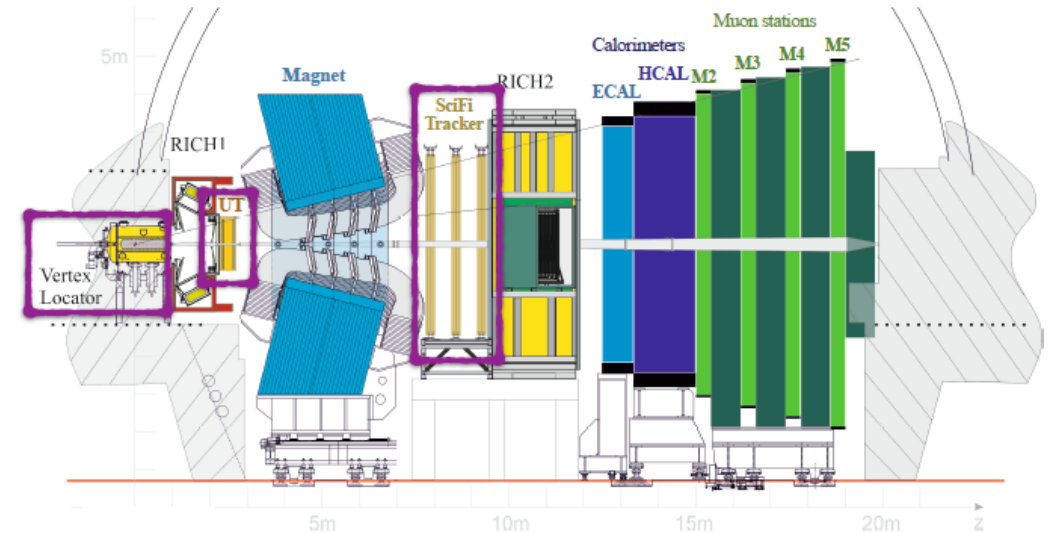 Muon stations
5m
Calorimeters
M5
M4
M3
Magnet
HCAL
M2
RICH2
ECAL
SciFi
Tracker
RICH1
UT
Vertex
Locator
5m
10m
15m
20m
z